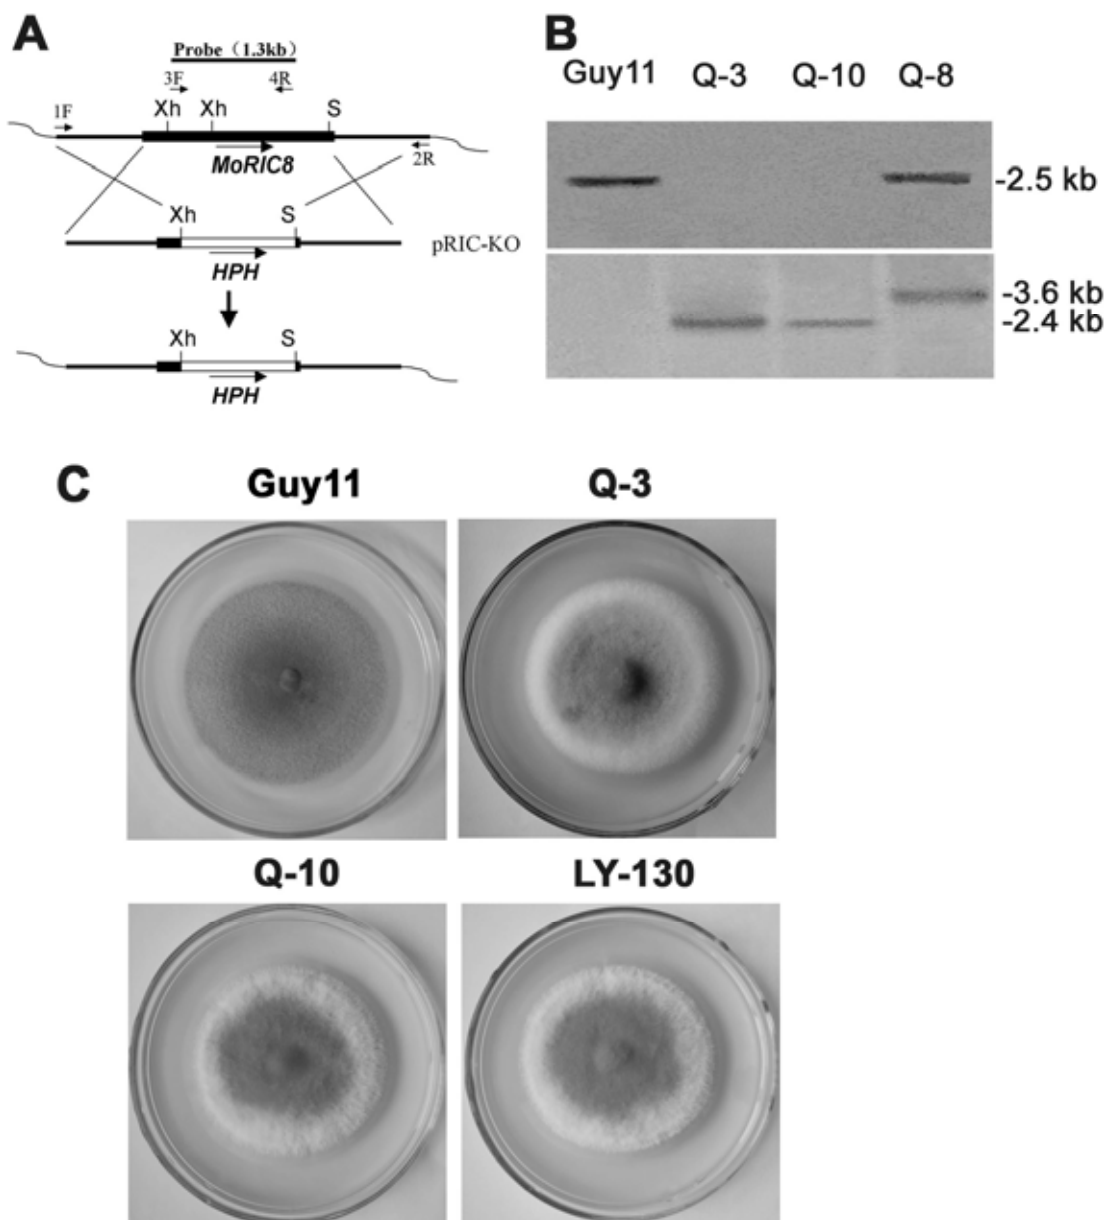 A
Probe (1.3kb)
3F 4R
1F Xh Xh S
MoRIC8 2R
Xh S
pRIC-KO
HPH
Xh S
HPH
B
Guy11 Q-3 Q-10 Q-8
-2.5 kb
-3.6 kb
-2.4 kb
C
Guy11 Q-3
Q-10 LY-130